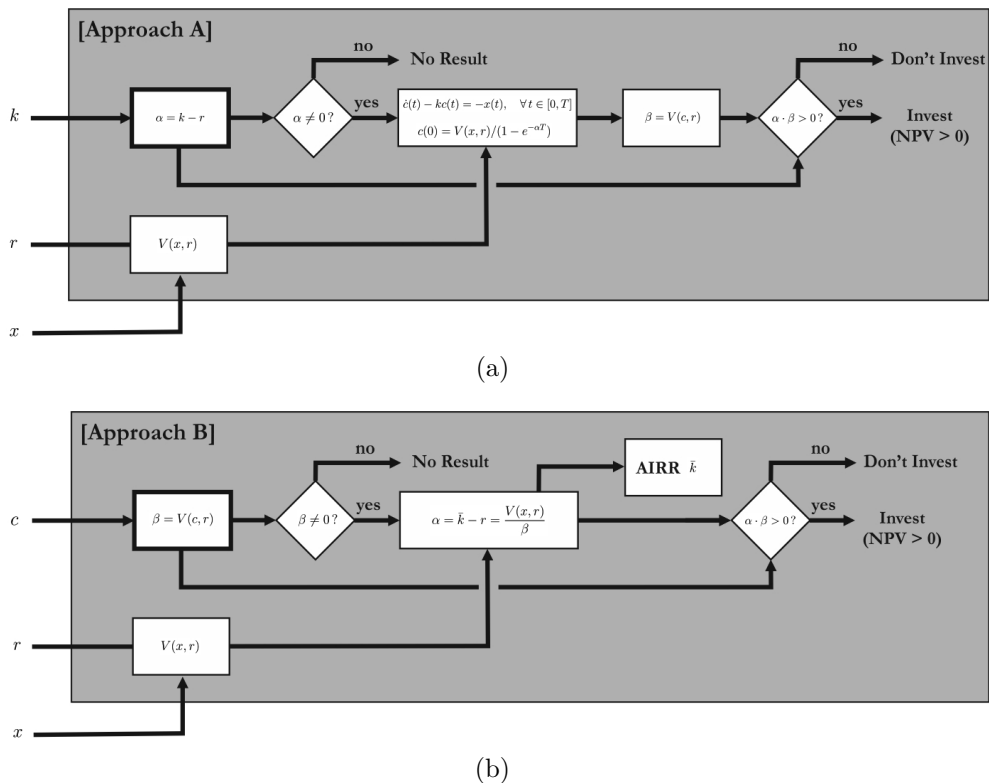 [Approach A]
no
No Result
no
Don't Invest
k
α = k − r
α ≠ 0 ?
yes
ċ(t) − kc(t) = −x(t), ∀t ∈ [0, T]
c(0) = V(x, r)/(1 − e^{−αT})
β = V(c, r)
α · β > 0 ?
yes
Invest
(NPV > 0)
r
V(x, r)
x
(a)
[Approach B]
no
No Result
AIRR k̄
no
Don't Invest
c
β = V(c, r)
β ≠ 0 ?
yes
α = k̄ − r = V(x, r)/β
α · β > 0 ?
yes
Invest
(NPV > 0)
r
V(x, r)
x
(b)